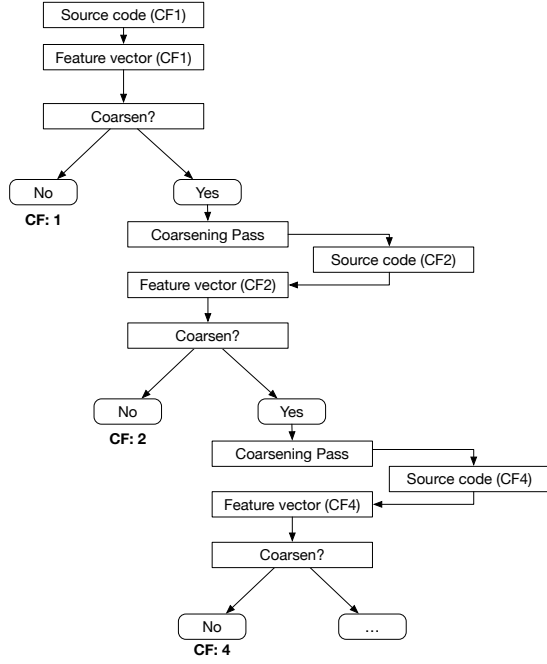 Source code (CF1)
Feature vector (CF1)
Coarsen?
No
Yes
CF: 1
Coarsening Pass
Source code (CF2)
Feature vector (CF2)
Coarsen?
No
Yes
CF: 2
Coarsening Pass
Source code (CF4)
Feature vector (CF4)
Coarsen?
No
...
CF: 4